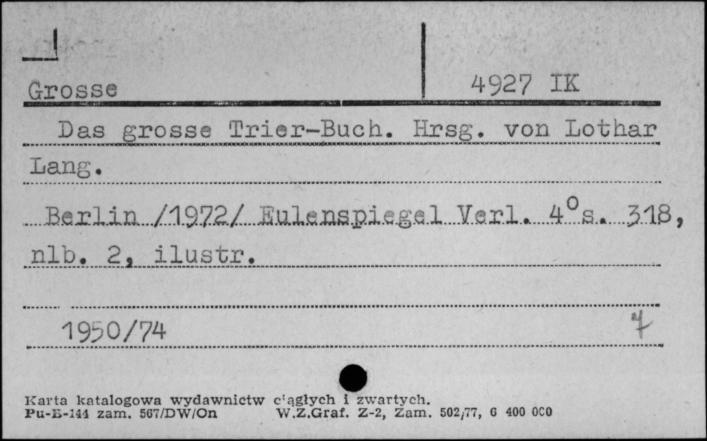 Grosse 4927 IK
Das grosse Trier-Buch. Hrsg. von Lothar
Lang.
Berlin /1972/ Eulenspiegel Verl. 4°s. 318,
nlb. 2, ilustr.
1950/74 7
Karta katalogowa wydawnictw ciągłych i zwartych.
Pu-B-144 zam. 567/DW/On W.Z.Graf. Z-2, Zam. 502,77, 6 400 000